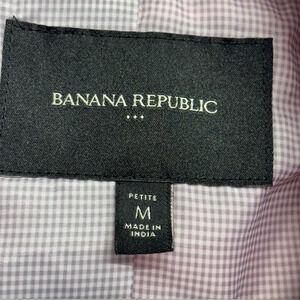 BANANA REPUBLIC
PETITE
M
MADE IN
INDIA